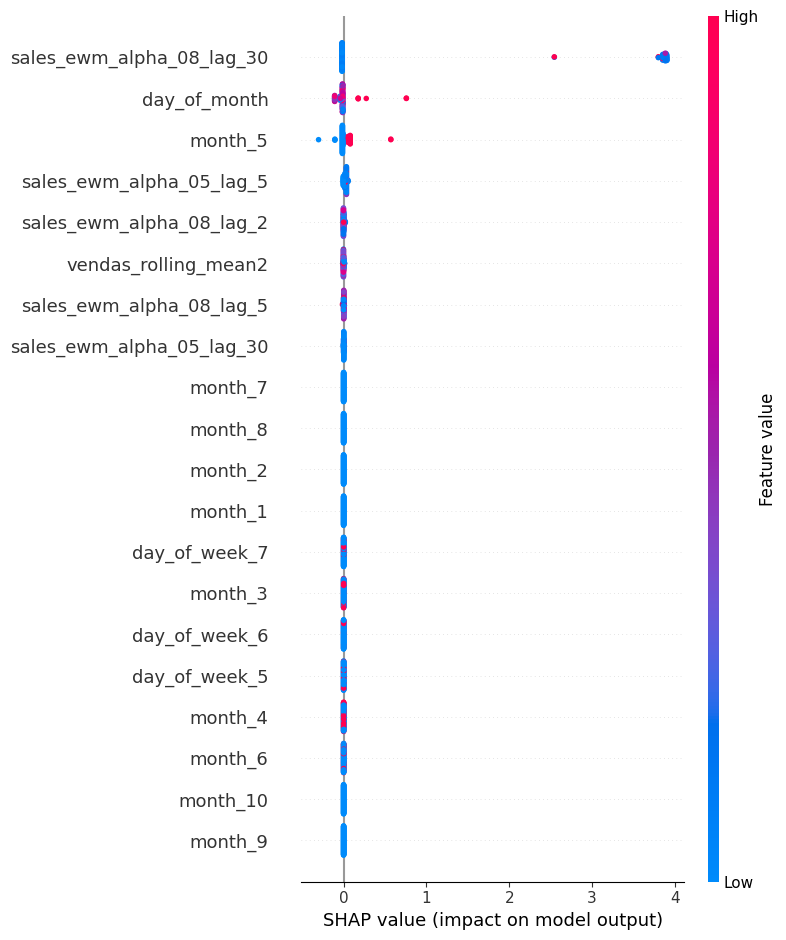 High
sales_ewm_alpha_08_lag_30
day_of_month
month_5
sales_ewm_alpha_05_lag_5
sales_ewm_alpha_08_lag_2
vendas_rolling_mean2
sales_ewm_alpha_08_lag_5
sales_ewm_alpha_05_lag_30
month_7
month_8
month_2
month_1
day_of_week_7
month_3
day_of_week_6
day_of_week_5
month_4
month_6
month_10
month_9
Feature value
Low
0 1 2 3 4
SHAP value (impact on model output)